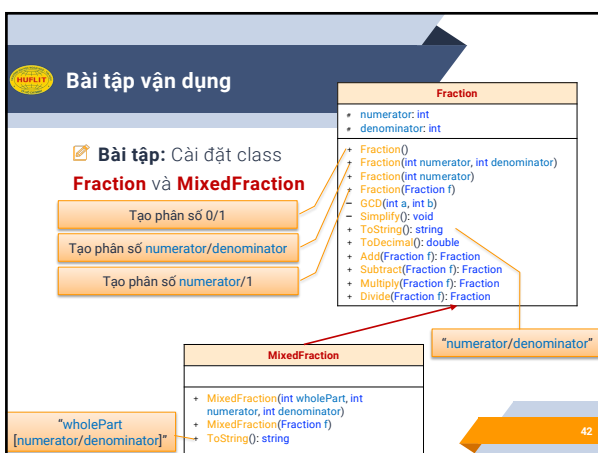 HUFLIT
Bài tập vận dụng
Bài tập: Cài đặt class
Fraction và MixedFraction
Tạo phân số 0/1
Tạo phân số numerator/denominator
Tạo phân số numerator/1
Fraction
# numerator: int
# denominator: int
+ Fraction()
+ Fraction(int numerator, int denominator)
+ Fraction(int numerator)
+ Fraction(Fraction f)
− GCD(int a, int b)
− Simplify(): void
+ ToString(): string
+ ToDecimal(): double
+ Add(Fraction f): Fraction
+ Subtract(Fraction f): Fraction
+ Multiply(Fraction f): Fraction
+ Divide(Fraction f): Fraction
"numerator/denominator"
MixedFraction
+ MixedFraction(int wholePart, int
numerator, int denominator)
+ MixedFraction(Fraction f)
+ ToString(): string
"wholePart
[numerator/denominator]"
42